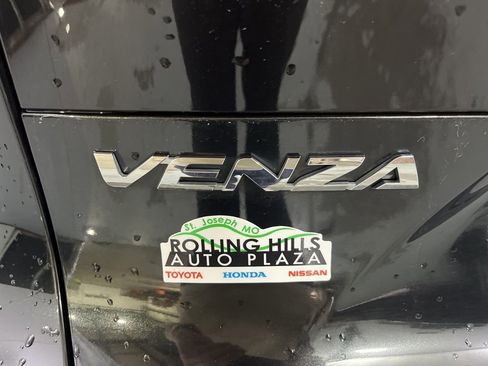 VENZA
St. Joseph MO
ROLLING HILLS
AUTO PLAZA
TOYOTA HONDA NISSAN